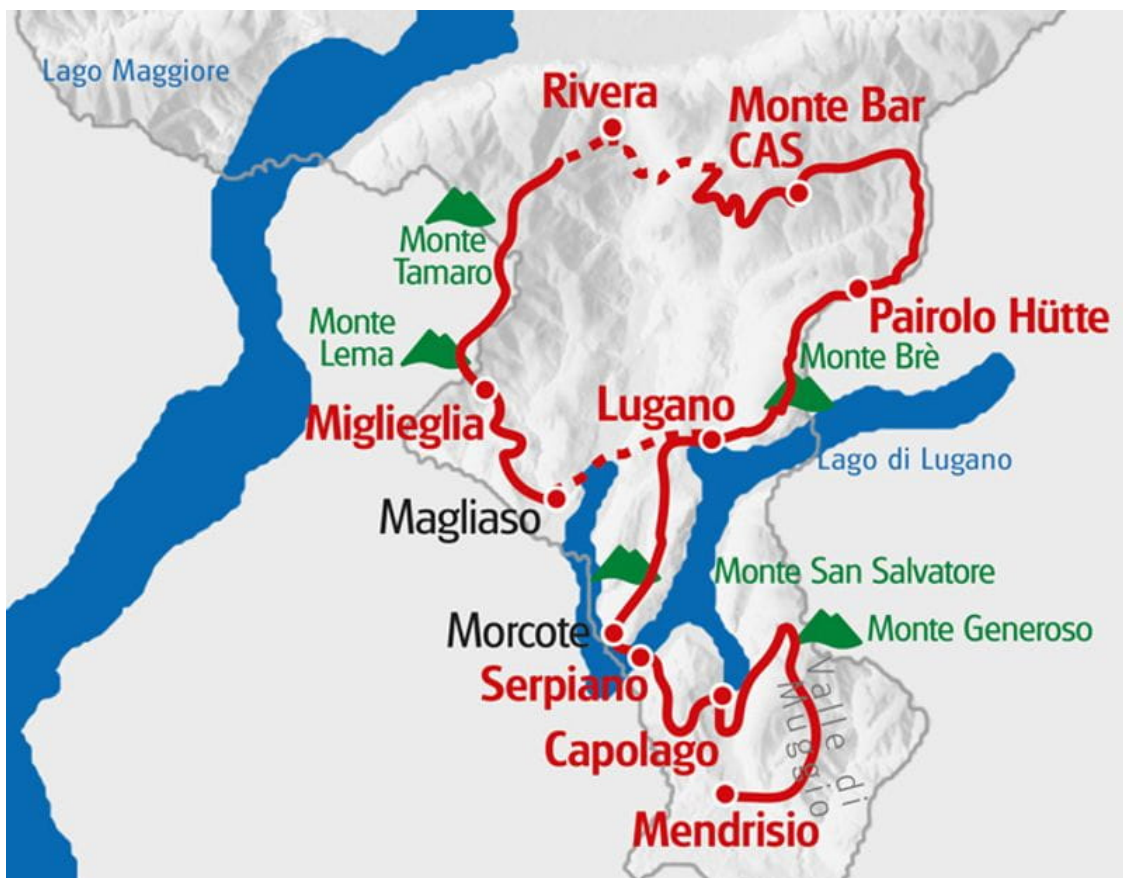 Lago Maggiore
Rivera
Monte Bar
CAS
Monte
Tamaro
Pairolo Hütte
Monte
Lema
Monte Brè
Miglieglia
Lugano
Lago di Lugano
Magliaso
Monte San Salvatore
Morcote
Monte Generoso
Serpiano
Valle di
Muggio
Capolago
Mendrisio